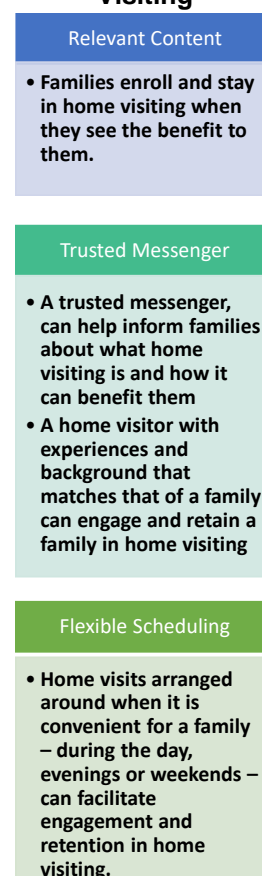 Visiting
Relevant Content
• Families enroll and stay
in home visiting when
they see the benefit to
them.
Trusted Messenger
• A trusted messenger,
can help inform families
about what home
visiting is and how it
can benefit them
• A home visitor with
experiences and
background that
matches that of a family
can engage and retain a
family in home visiting
Flexible Scheduling
• Home visits arranged
around when it is
convenient for a family
– during the day,
evenings or weekends –
can facilitate
engagement and
retention in home
visiting.